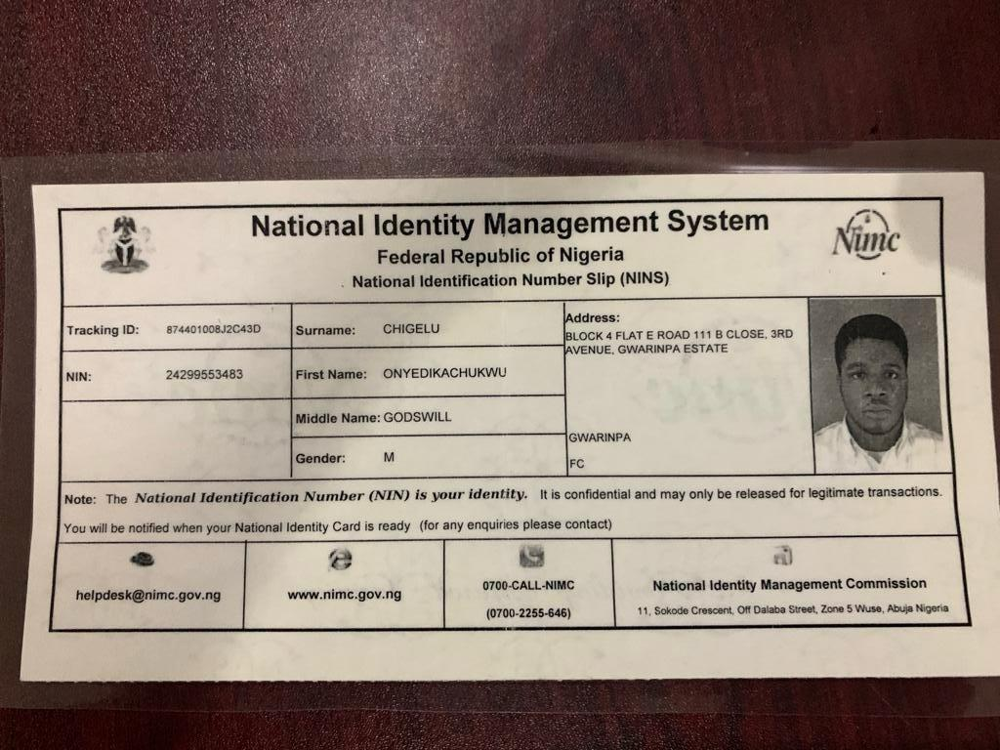 National Identity Management System
Federal Republic of Nigeria
National Identification Number Slip (NINS)
Nimc
Tracking ID: 874401008J2C43D
Surname: CHIGELU
Address:
BLOCK 4 FLAT E ROAD 111 B CLOSE, 3RD
AVENUE, GWARINPA ESTATE
NIN: 24299553483
First Name: ONYEDIKACHUKWU
Middle Name: GODSWILL
GWARINPA
Gender: M
FC
Note: The National Identification Number (NIN) is your identity. It is confidential and may only be released for legitimate transactions.
You will be notified when your National Identity Card is ready (for any enquiries please contact)
helpdesk@nimc.gov.ng
www.nimc.gov.ng
0700-CALL-NIMC
(0700-2255-646)
National Identity Management Commission
11, Sokode Crescent, Off Dalaba Street, Zone 5 Wuse, Abuja Nigeria